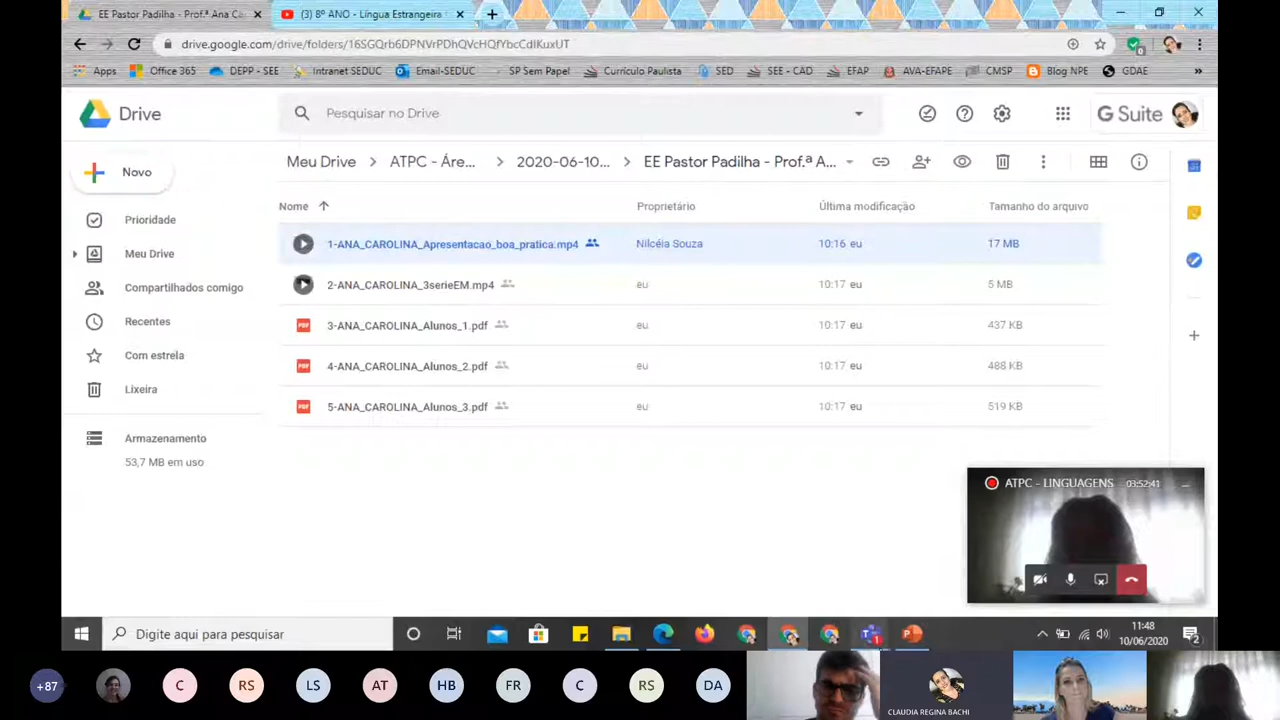 EE Pastor Padilha - Prof.ª Ana Ca
(3) 8º ANO - Língua Estrangeira
drive.google.com/drive/folders/16SGQrb6DPNVrPDhQVcHQfYbcCdIKuxUT
Apps
Office 365
DEPP - SEE
Intranet SEDUC
Email-SEDUC
SP Sem Papel
Currículo Paulista
SED
SEE - CAD
EFAP
AVA-EFAPE
CMSP
Blog NPE
GDAE
»
Drive
Pesquisar no Drive
G Suite
Novo
Meu Drive > ATPC - Áre... > 2020-06-10... > EE Pastor Padilha - Prof.ª A...
Nome
Proprietário
Última modificação
Tamanho do arquivo
Prioridade
Meu Drive
Compartilhados comigo
Recentes
Com estrela
Lixeira
Armazenamento
53,7 MB em uso
1-ANA_CAROLINA_Apresentacao_boa_pratica.mp4 Nilcéia Souza 10:16 eu 17 MB
2-ANA_CAROLINA_3serieEM.mp4 eu 10:17 eu 5 MB
3-ANA_CAROLINA_Alunos_1.pdf eu 10:17 eu 437 KB
4-ANA_CAROLINA_Alunos_2.pdf eu 10:17 eu 488 KB
5-ANA_CAROLINA_Alunos_3.pdf eu 10:17 eu 519 KB
ATPC - LINGUAGENS 03:52:41
Digite aqui para pesquisar
11:48
10/06/2020
2
+87
C
RS
LS
AT
HB
FR
C
RS
DA
CLAUDIA REGINA BACHI